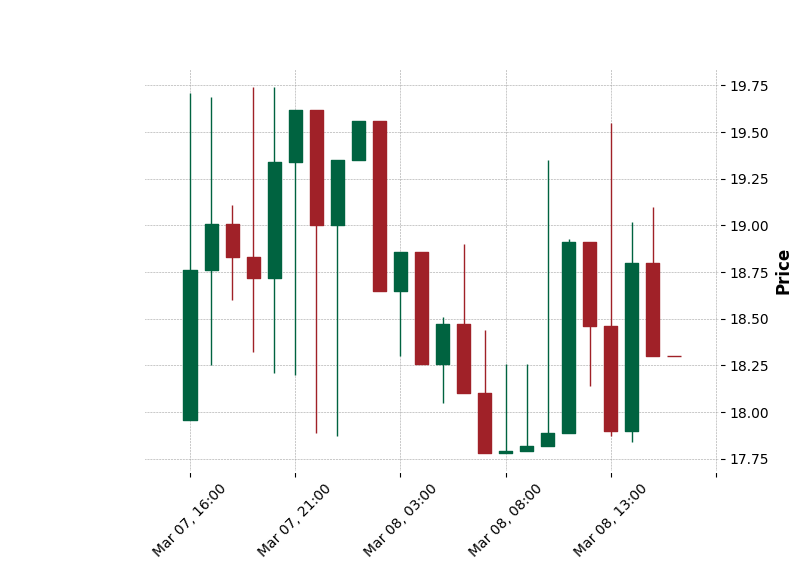 19.75
19.50
19.25
19.00
18.75
18.50
18.25
18.00
17.75
Price
Mar 07, 16:00
Mar 07, 21:00
Mar 08, 03:00
Mar 08, 08:00
Mar 08, 13:00